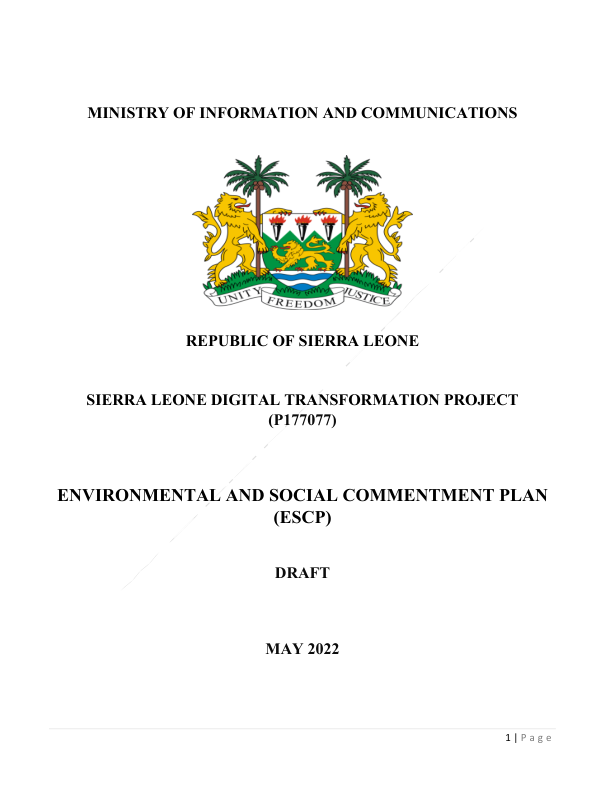 MINISTRY OF INFORMATION AND COMMUNICATIONS
UNITY FREEDOM JUSTICE
REPUBLIC OF SIERRA LEONE
SIERRA LEONE DIGITAL TRANSFORMATION PROJECT
(P177077)
ENVIRONMENTAL AND SOCIAL COMMENTMENT PLAN
(ESCP)
DRAFT
MAY 2022
1 | Page